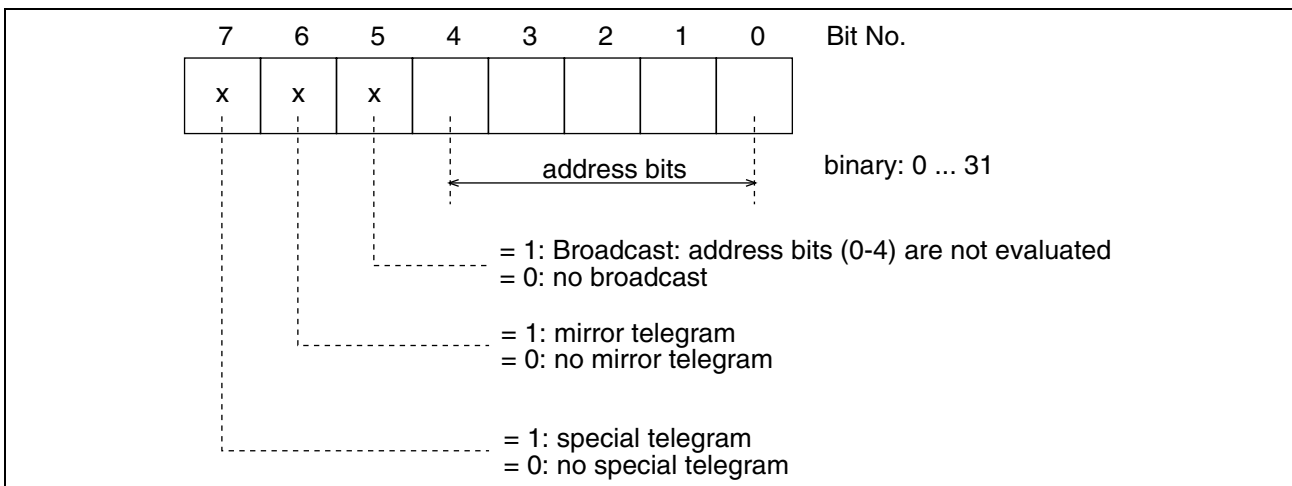 7 6 5 4 3 2 1 0 Bit No.
x x x
address bits binary: 0 ... 31
= 1: Broadcast: address bits (0-4) are not evaluated
= 0: no broadcast
= 1: mirror telegram
= 0: no mirror telegram
= 1: special telegram
= 0: no special telegram